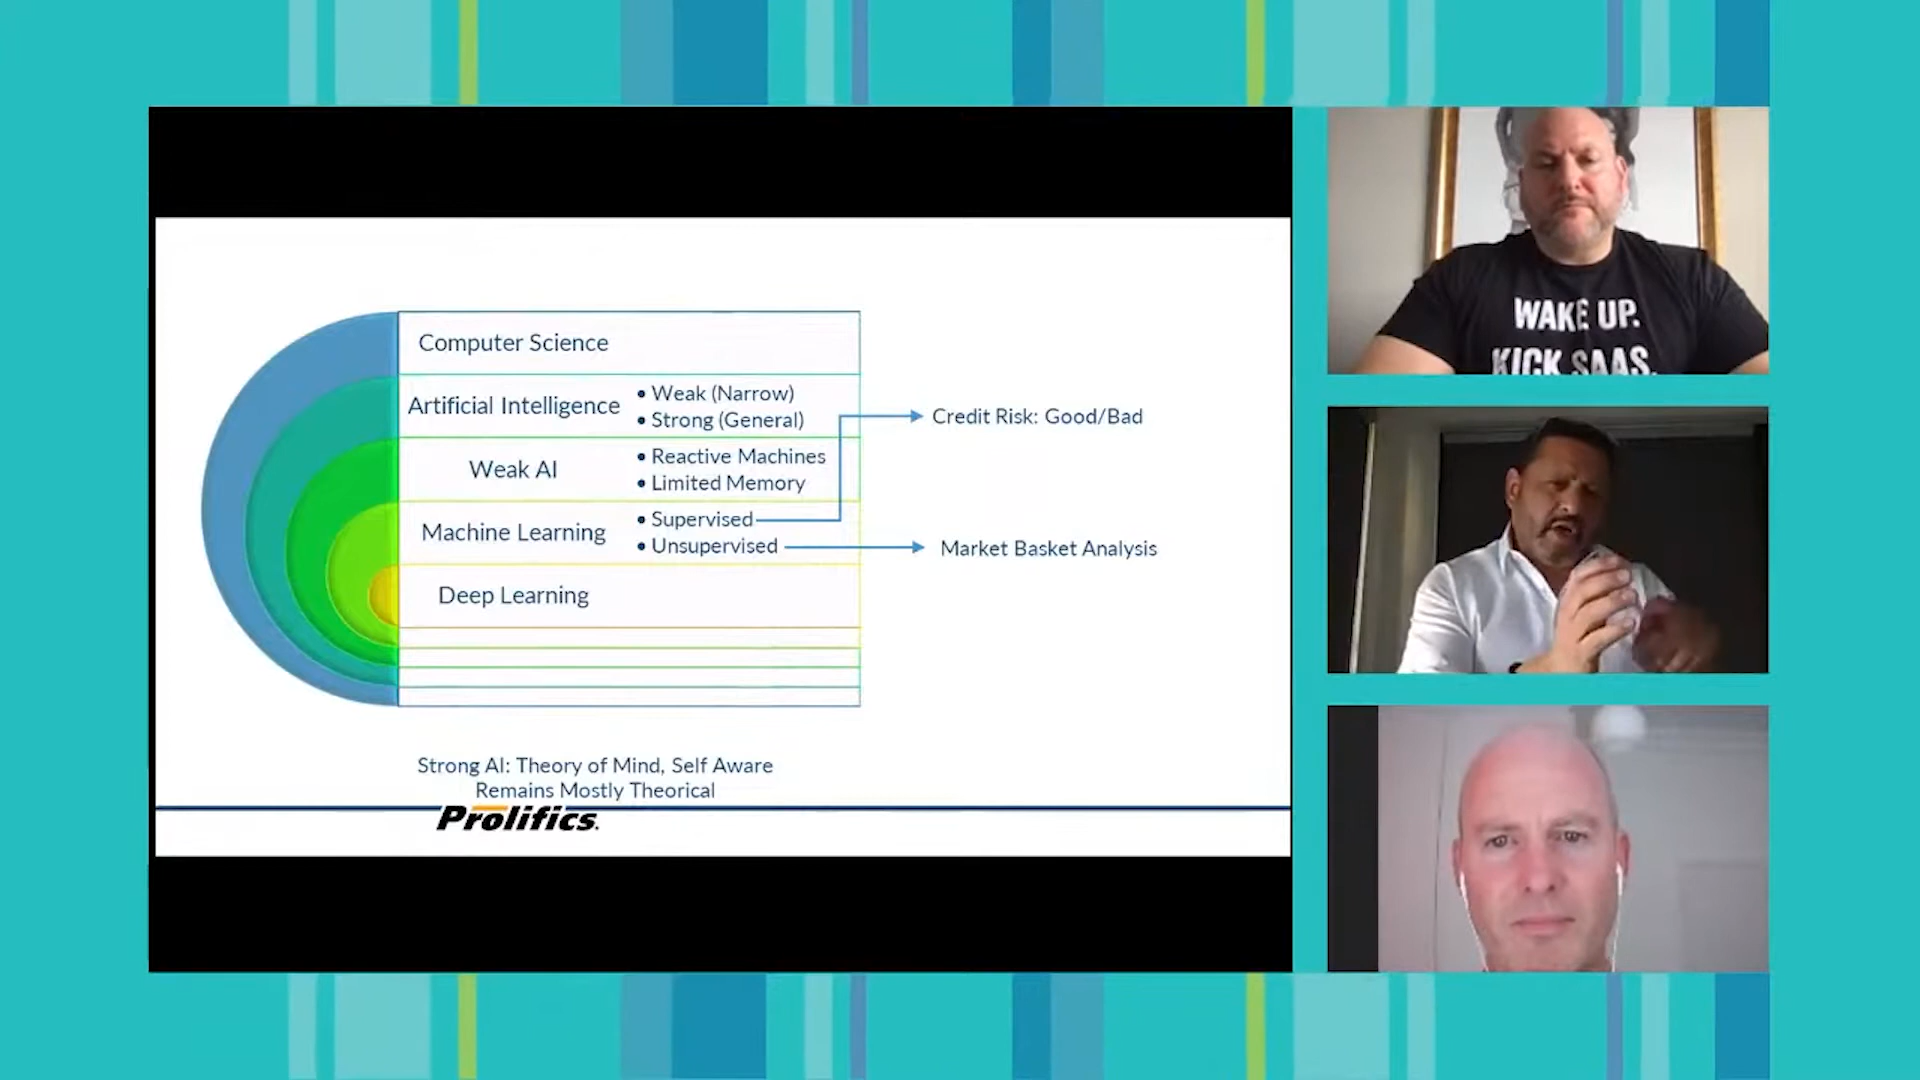 Computer Science
Artificial Intelligence
• Weak (Narrow)
• Strong (General)
Weak AI
• Reactive Machines
• Limited Memory
Machine Learning
• Supervised
• Unsupervised
Deep Learning
Credit Risk: Good/Bad
Market Basket Analysis
Strong AI: Theory of Mind, Self Aware
Remains Mostly Theorical
Prolifics.
WAKE UP.
KICK SAAS.